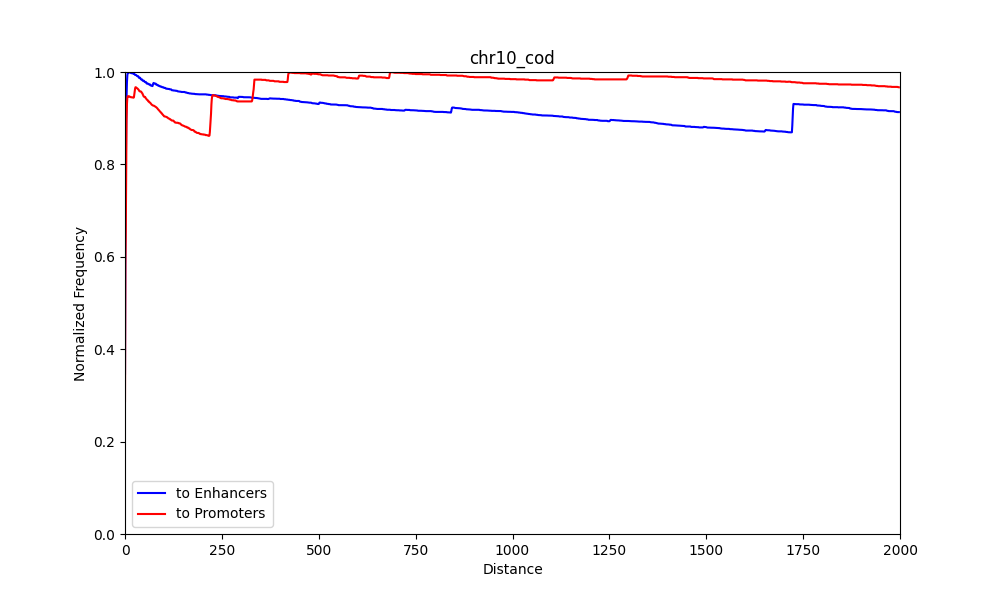 chr10_cod
Normalized Frequency
1.0
0.8
0.6
0.4
0.2
0.0
to Enhancers
to Promoters
0 250 500 750 1000 1250 1500 1750 2000
Distance